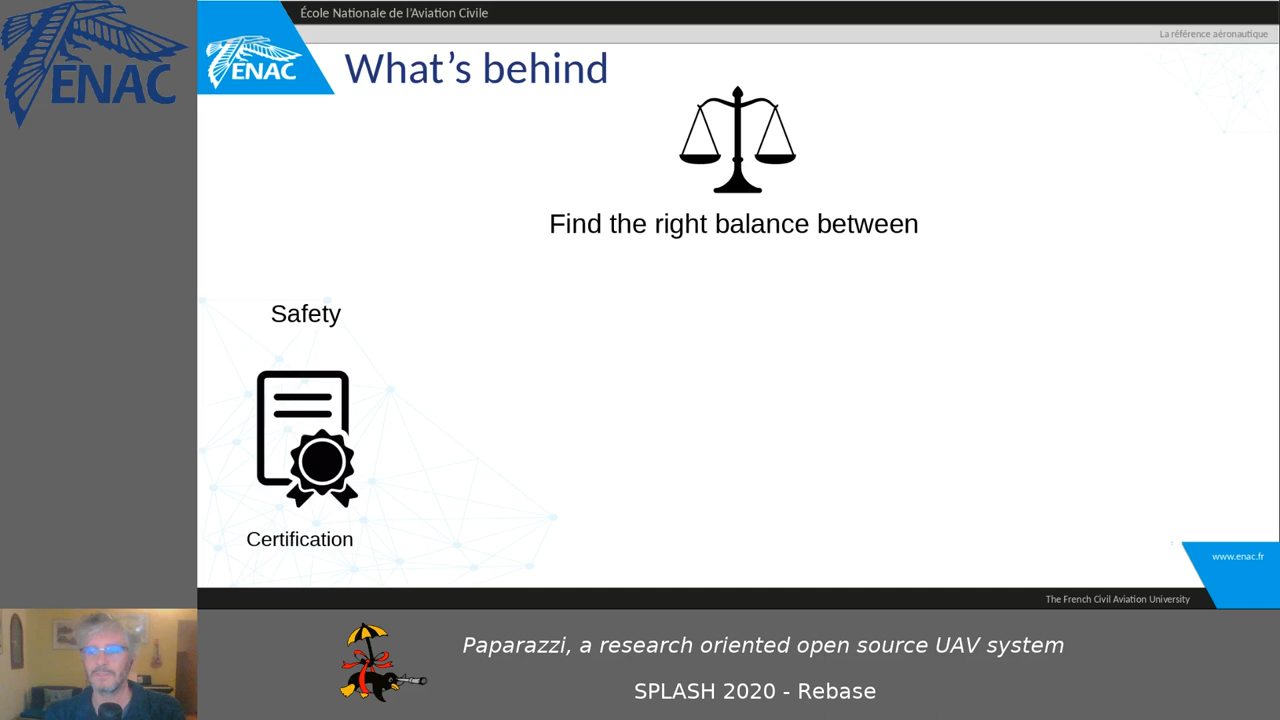 ENAC
École Nationale de l'Aviation Civile
La référence aéronautique
ENAC
What's behind
Find the right balance between
Safety
Certification
www.enac.fr
The French Civil Aviation University
Paparazzi, a research oriented open source UAV system
SPLASH 2020 - Rebase